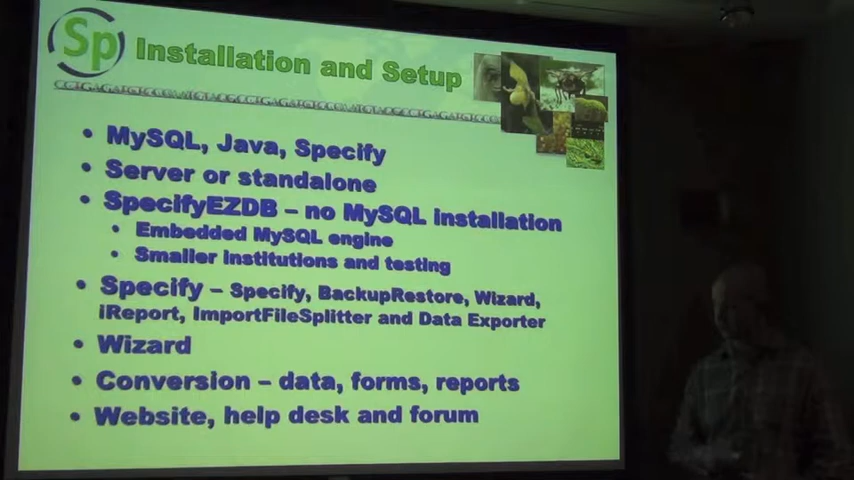 Sp
Installation and Setup
• MySQL, Java, Specify
• Server or standalone
• SpecifyEZDB – no MySQL installation
• Embedded MySQL engine
• Smaller institutions and testing
• Specify – Specify, BackupRestore, Wizard,
iReport, ImportFileSplitter and Data Exporter
• Wizard
• Conversion – data, forms, reports
• Website, help desk and forum